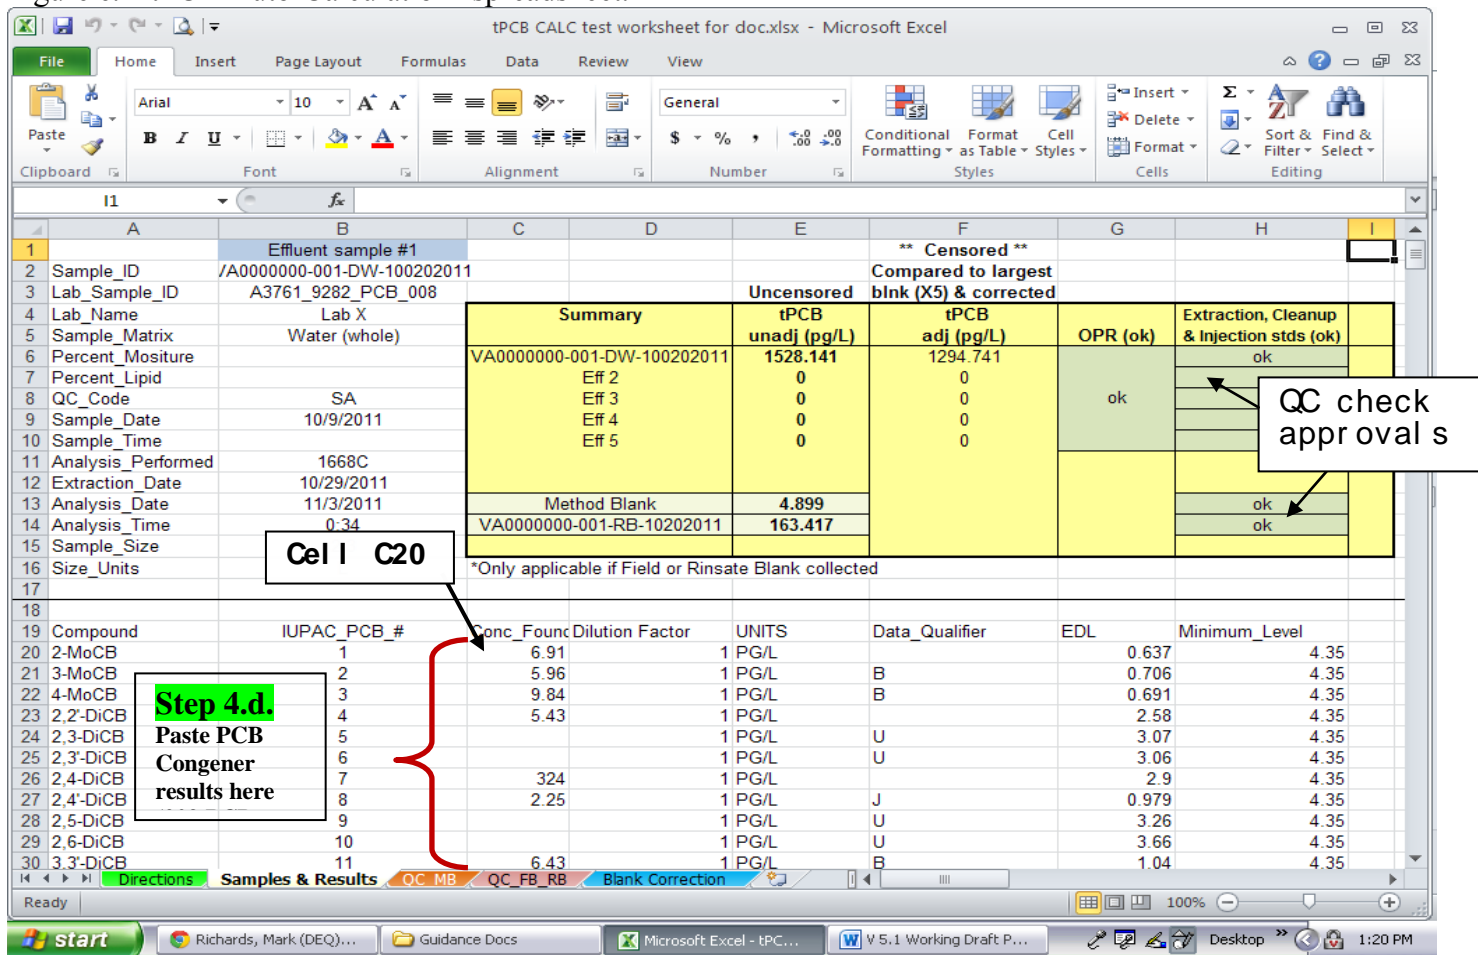 tPCB CALC test worksheet for doc.xlsx - Microsoft Excel
File Home Insert Page Layout Formulas Data Review View
Arial 10 General
Paste
Conditional Formatting Format as Table Cell Styles
Insert
Delete
Format
Sort & Filter Find & Select
Clipboard Font Alignment Number Styles Cells Editing
I1 fx
A B C D E F G H I
1 Effluent sample #1 ** Censored **
2 Sample_ID /A0000000-001-DW-100202011 Compared to largest
3 Lab_Sample_ID A3761_9282_PCB_008 Uncensored blnk (X5) & corrected
4 Lab_Name Lab X Summary tPCB tPCB Extraction, Cleanup
5 Sample_Matrix Water (whole) unadj (pg/L) adj (pg/L) OPR (ok) & Injection stds (ok)
6 Percent_Mositure VA0000000-001-DW-100202011 1528.141 1294.741 ok
7 Percent_Lipid Eff 2 0 0
8 QC_Code SA Eff 3 0 0 ok
9 Sample_Date 10/9/2011 Eff 4 0 0
10 Sample_Time Eff 5 0 0
11 Analysis_Performed 1668C
12 Extraction_Date 10/29/2011
13 Analysis_Date 11/3/2011 Method Blank 4.899 ok
14 Analysis_Time 0:34 VA0000000-001-RB-10202011 163.417 ok
15 Sample_Size
16 Size_Units *Only applicable if Field or Rinsate Blank collected
17
18
19 Compound IUPAC_PCB_# Conc_Found Dilution Factor UNITS Data_Qualifier EDL Minimum_Level
20 2-MoCB 1 6.91 1 PG/L 0.637 4.35
21 3-MoCB 2 5.96 1 PG/L B 0.706 4.35
22 4-MoCB 3 9.84 1 PG/L B 0.691 4.35
23 2,2'-DiCB 4 5.43 1 PG/L 2.58 4.35
24 2,3-DiCB 5 1 PG/L U 3.07 4.35
25 2,3'-DiCB 6 1 PG/L U 3.06 4.35
26 2,4-DiCB 7 324 1 PG/L 2.9 4.35
27 2,4'-DiCB 8 2.25 1 PG/L J 0.979 4.35
28 2,5-DiCB 9 1 PG/L U 3.26 4.35
29 2,6-DiCB 10 1 PG/L U 3.66 4.35
30 3,3'-DiCB 11 6.43 1 PG/L B 1.04 4.35
QC check
approvals
Cell C20
Step 4.d.
Paste PCB
Congener
results here
Directions Samples & Results QC_MB QC_FB_RB Blank Correction
Ready 100%
start Richards, Mark (DEQ)... Guidance Docs Microsoft Excel - tPC... V 5.1 Working Draft P... Desktop 1:20 PM